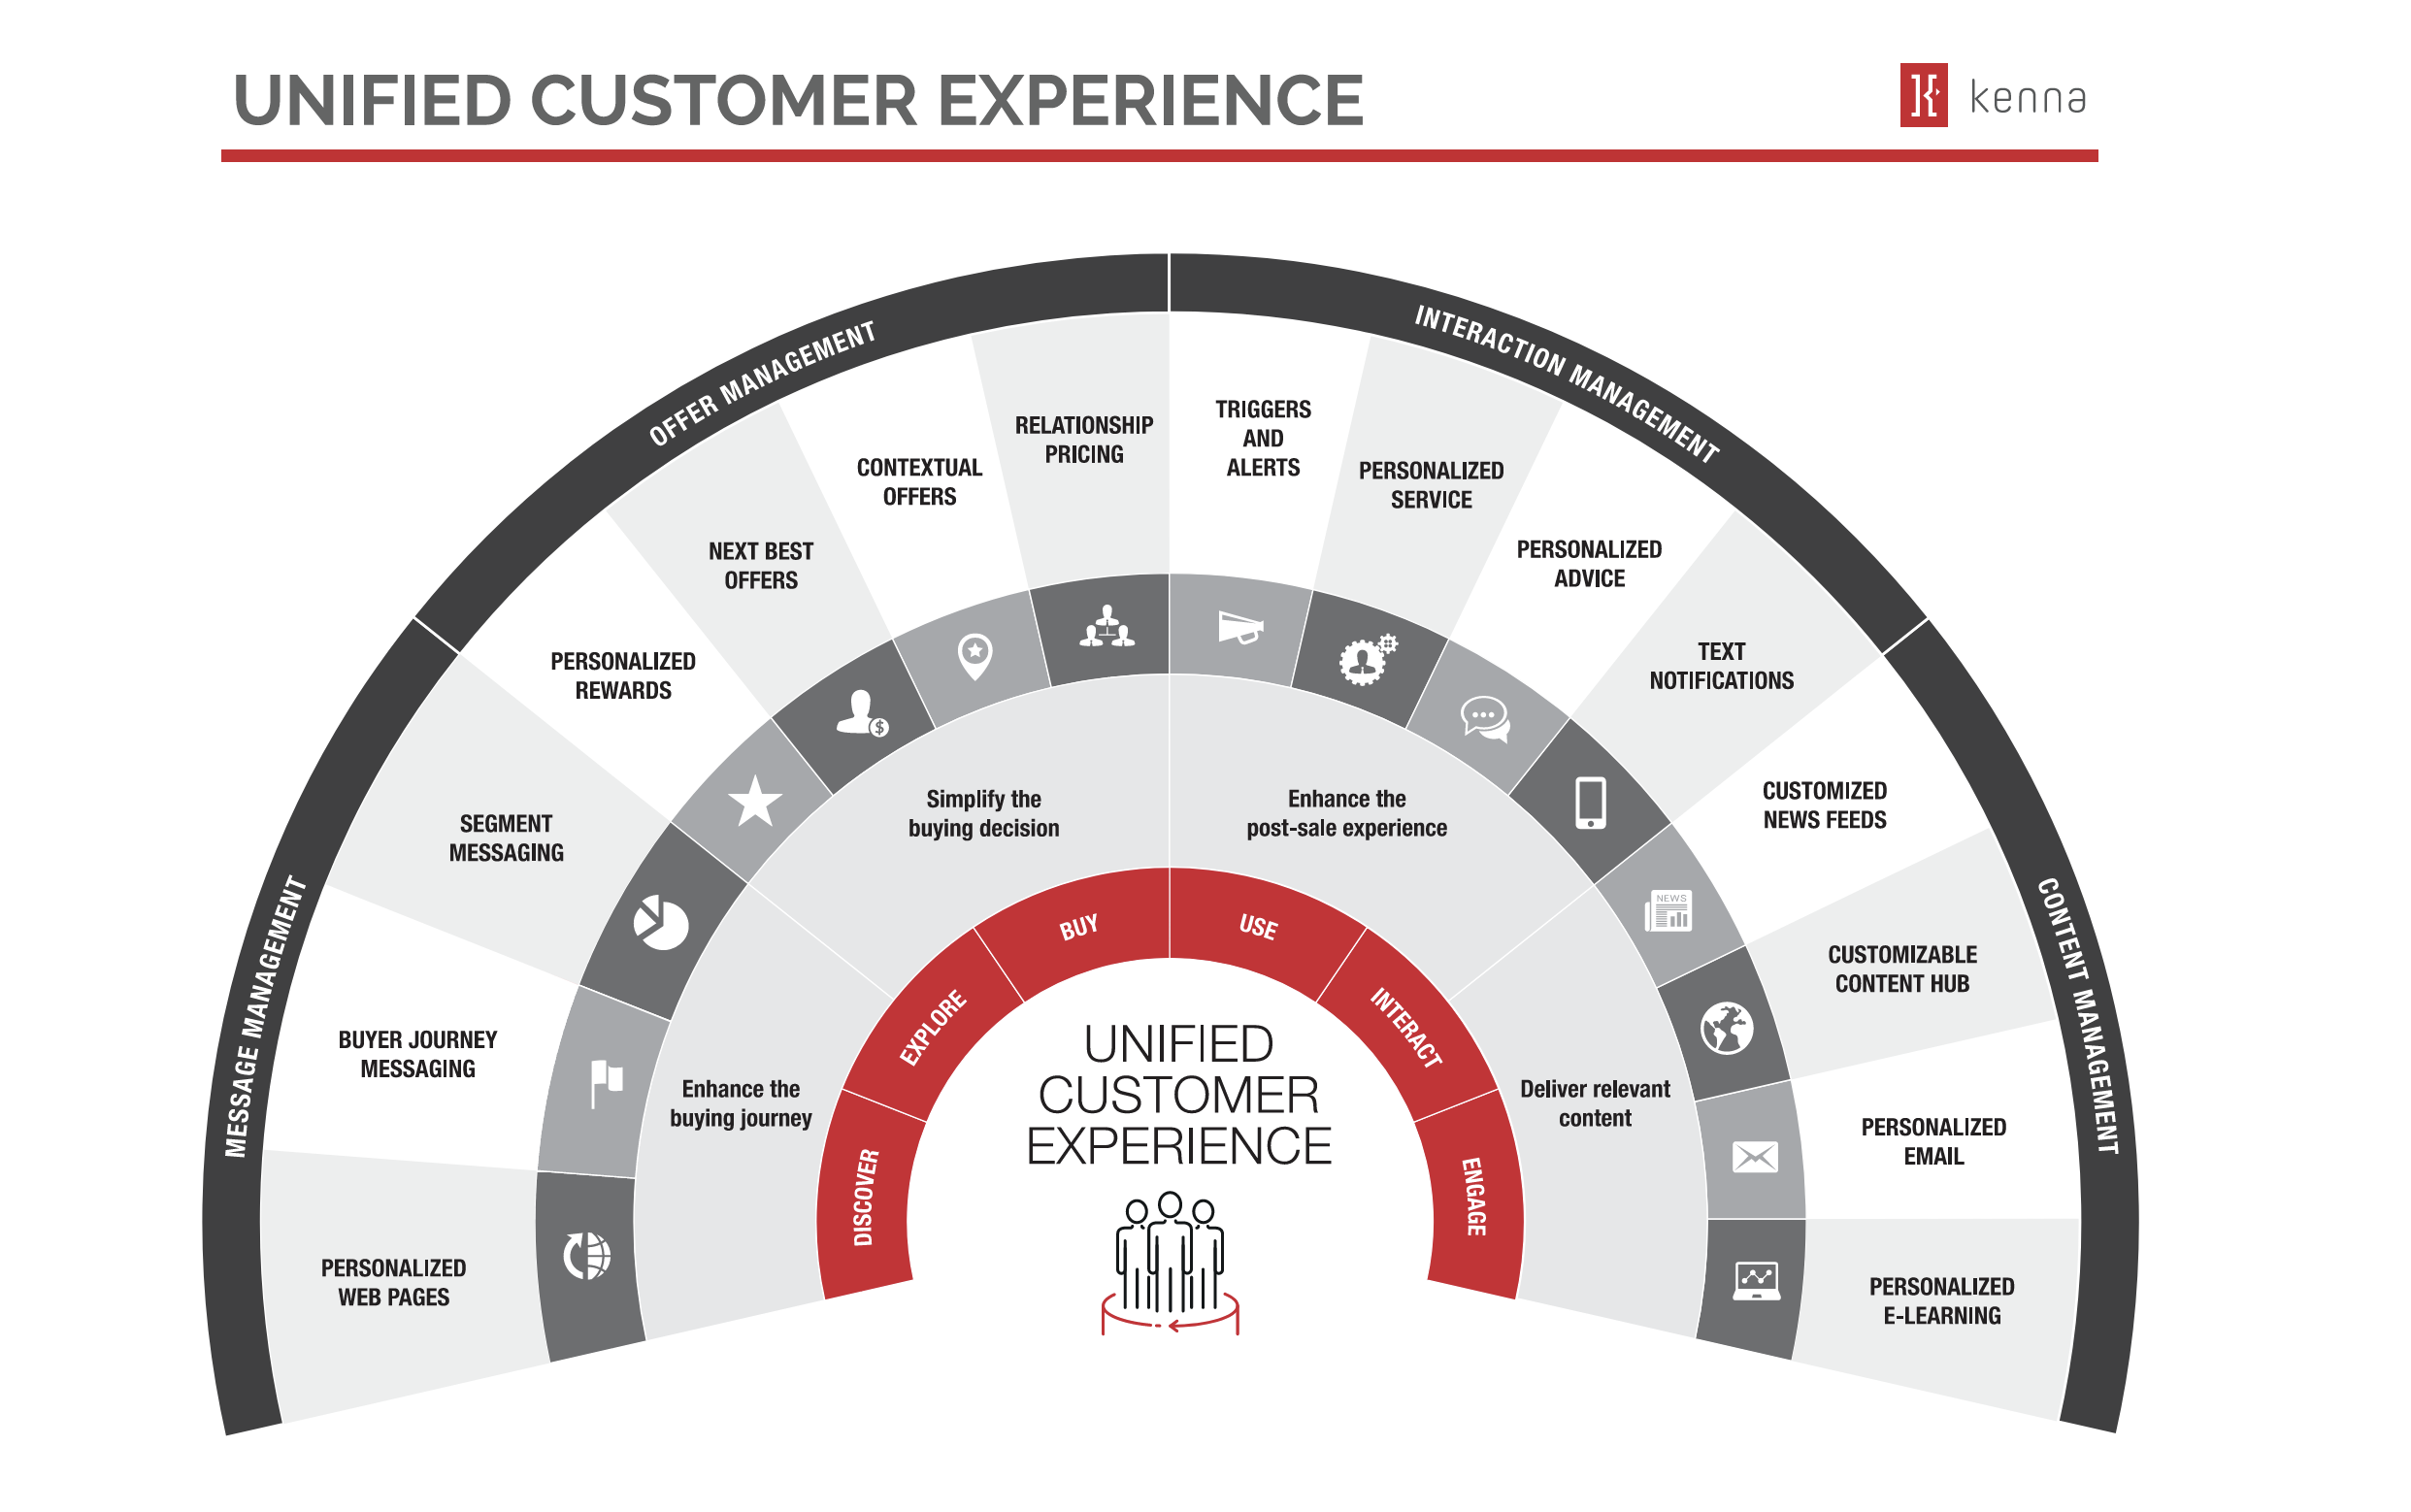 UNIFIED CUSTOMER EXPERIENCE
kenna
MESSAGE MANAGEMENT
OFFER MANAGEMENT
INTERACTION MANAGEMENT
CONTENT MANAGEMENT
PERSONALIZED
WEB PAGES
BUYER JOURNEY
MESSAGING
SEGMENT
MESSAGING
PERSONALIZED
REWARDS
NEXT BEST
OFFERS
CONTEXTUAL
OFFERS
RELATIONSHIP
PRICING
TRIGGERS
AND
ALERTS
PERSONALIZED
SERVICE
PERSONALIZED
ADVICE
TEXT
NOTIFICATIONS
CUSTOMIZED
NEWS FEEDS
CUSTOMIZABLE
CONTENT HUB
PERSONALIZED
EMAIL
PERSONALIZED
E-LEARNING
$
NEWS
Enhance the
buying journey
Simplify the
buying decision
Enhance the
post-sale experience
Deliver relevant
content
DISCOVER
EXPLORE
BUY
USE
INTERACT
ENGAGE
UNIFIED
CUSTOMER
EXPERIENCE